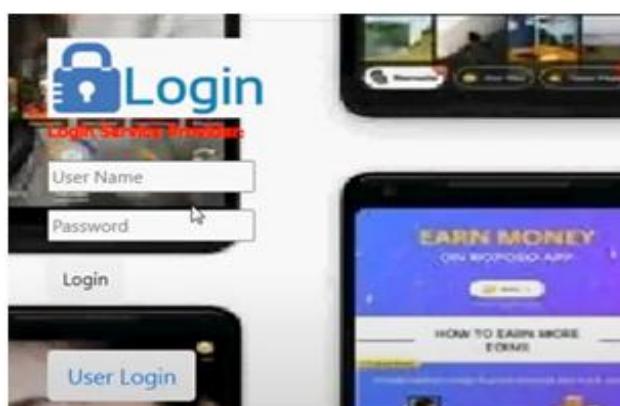 Login
Login Service Provider:
User Name
Password
Login
User Login
EARN MONEY
ON ROPOSO APP
HOW TO EARN MORE
COINS